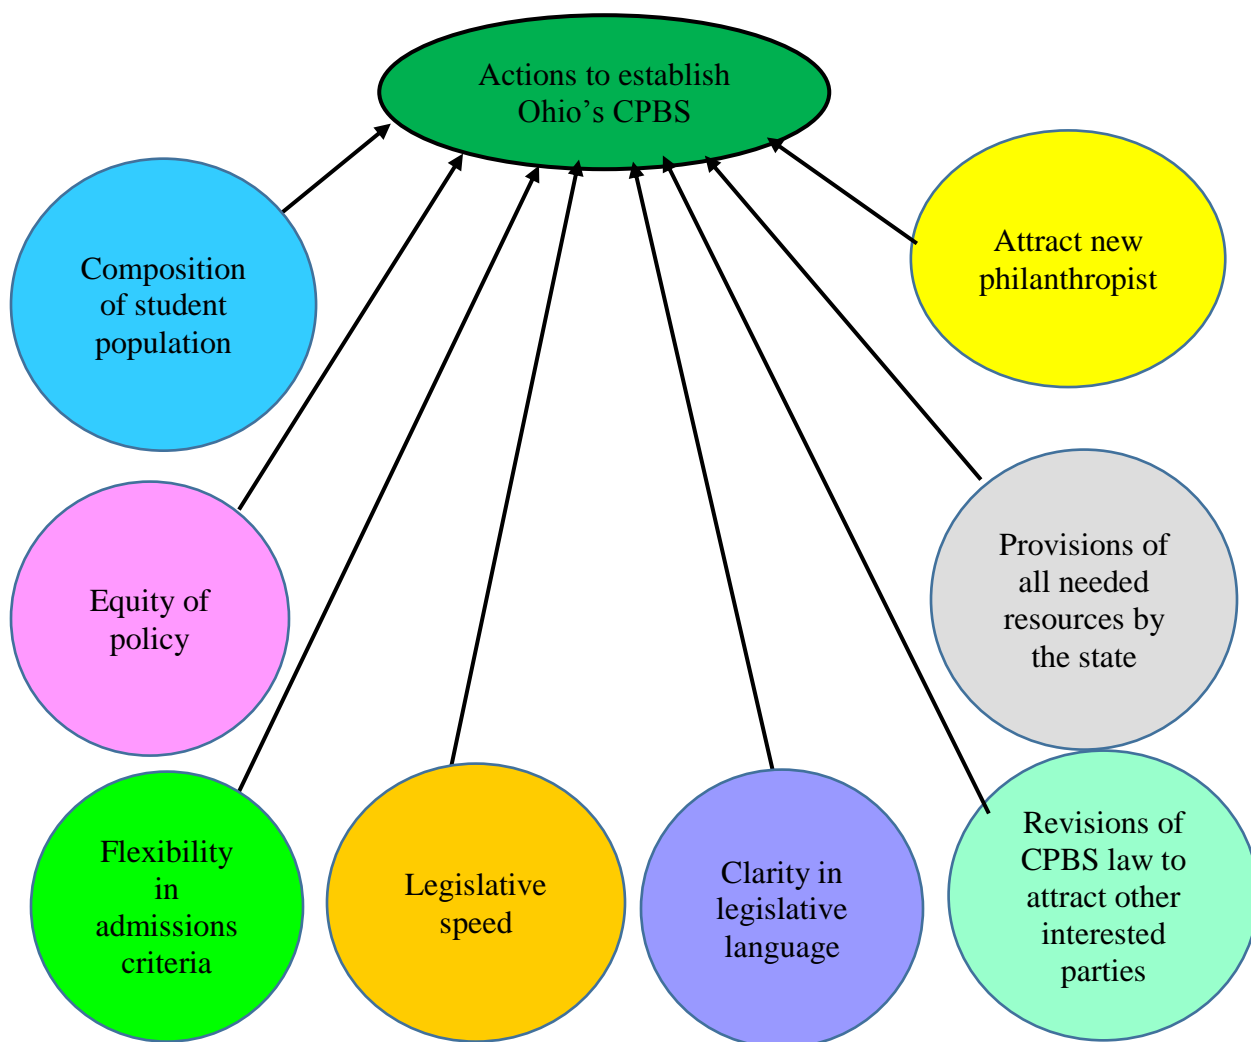 Actions to establish
Ohio’s CPBS
Composition
of student
population
Attract new
philanthropist
Equity of
policy
Provisions of
all needed
resources by
the state
Flexibility
in
admissions
criteria
Legislative
speed
Clarity in
legislative
language
Revisions of
CPBS law to
attract other
interested
parties